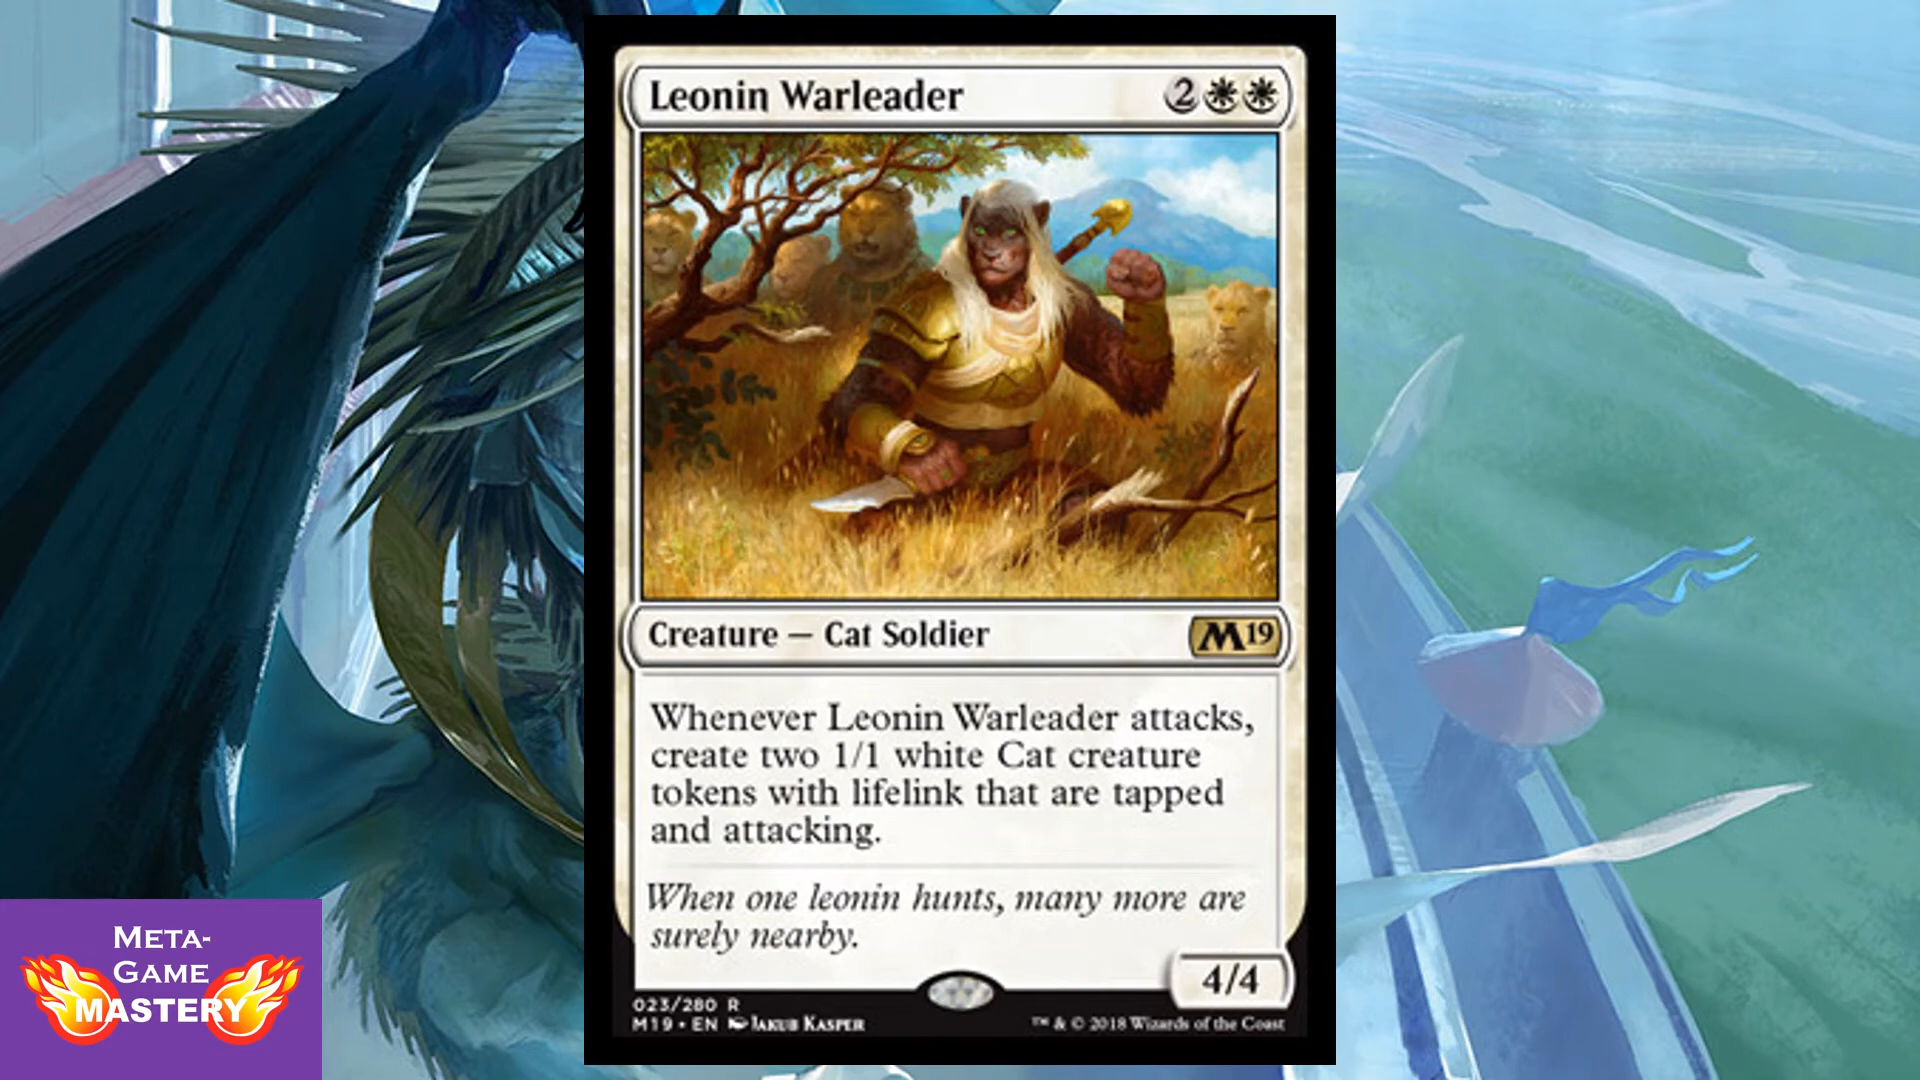 Leonin Warleader
2
Creature — Cat Soldier
M19
Whenever Leonin Warleader attacks,
create two 1/1 white Cat creature
tokens with lifelink that are tapped
and attacking.
When one leonin hunts, many more are
surely nearby.
4/4
023/280 R
M19 • EN JAKUB KASPER
™ & © 2018 Wizards of the Coast
META-
GAME
MASTERY